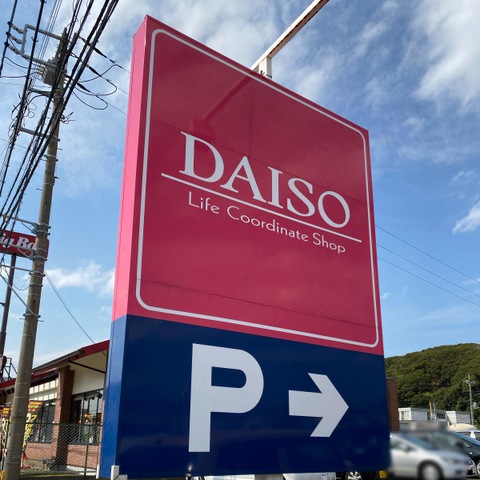 DAISO
Life Coordinate Shop
P →